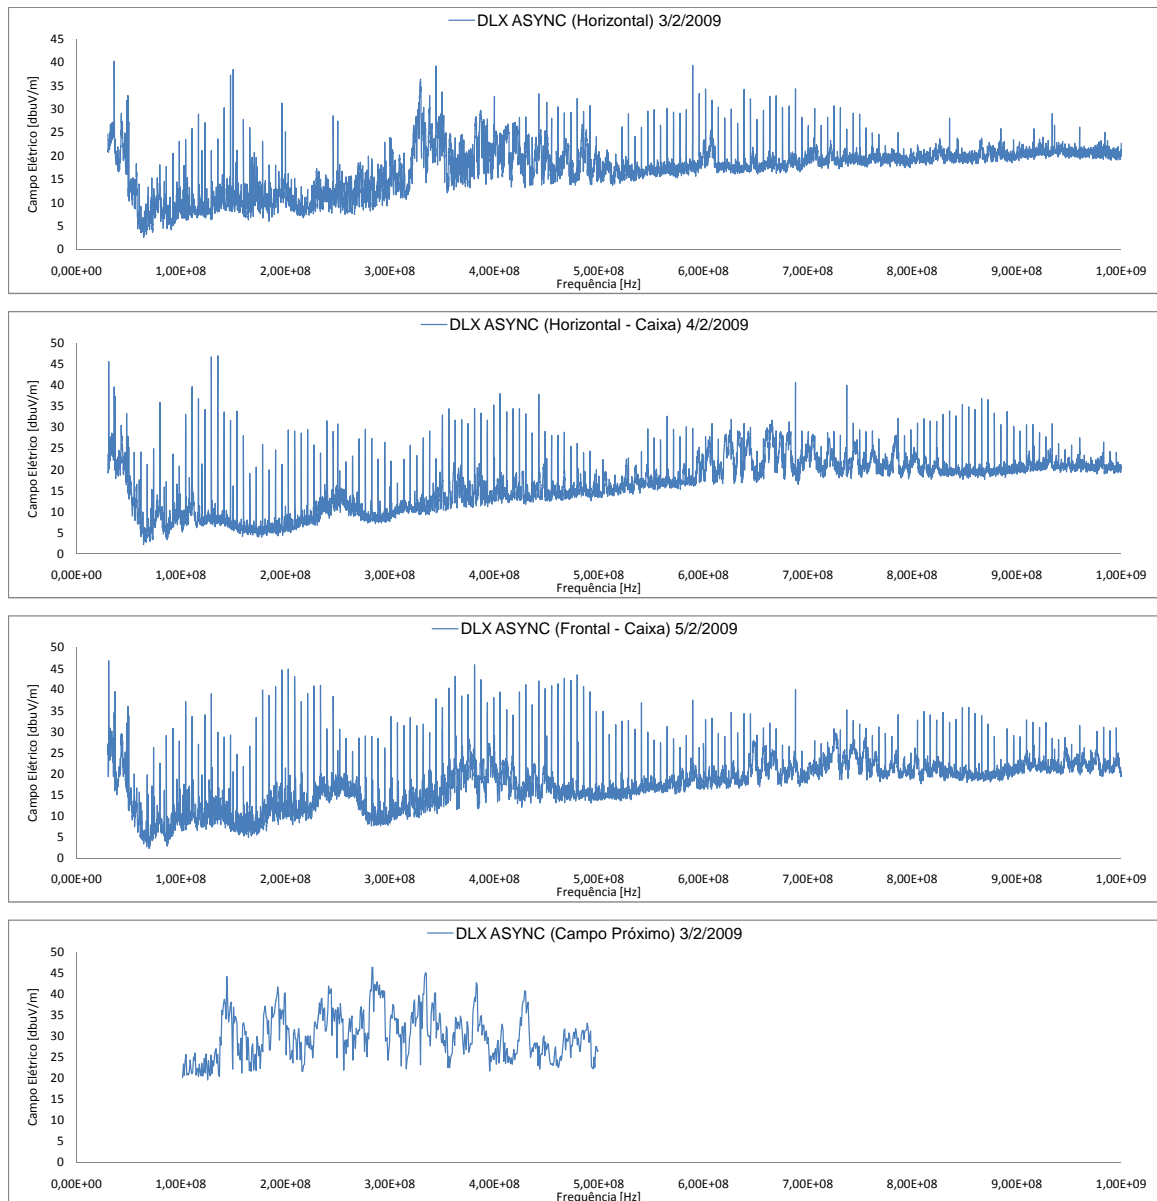 DLX ASYNC (Horizontal) 3/2/2009
45
40
35
30
25
20
15
10
5
0
Campo Elétrico [dbuV/m]
0,00E+00 1,00E+08 2,00E+08 3,00E+08 4,00E+08 5,00E+08 6,00E+08 7,00E+08 8,00E+08 9,00E+08 1,00E+09
Frequência [Hz]
DLX ASYNC (Horizontal - Caixa) 4/2/2009
50
45
40
35
30
25
20
15
10
5
0
Campo Elétrico [dbuV/m]
0,00E+00 1,00E+08 2,00E+08 3,00E+08 4,00E+08 5,00E+08 6,00E+08 7,00E+08 8,00E+08 9,00E+08 1,00E+09
Frequência [Hz]
DLX ASYNC (Frontal - Caixa) 5/2/2009
50
45
40
35
30
25
20
15
10
5
0
Campo Elétrico [dbuV/m]
0,00E+00 1,00E+08 2,00E+08 3,00E+08 4,00E+08 5,00E+08 6,00E+08 7,00E+08 8,00E+08 9,00E+08 1,00E+09
Frequência [Hz]
DLX ASYNC (Campo Próximo) 3/2/2009
50
45
40
35
30
25
20
15
10
5
0
Campo Elétrico [dbuV/m]
0,00E+00 1,00E+08 2,00E+08 3,00E+08 4,00E+08 5,00E+08 6,00E+08 7,00E+08 8,00E+08 9,00E+08 1,00E+09
Frequência [Hz]